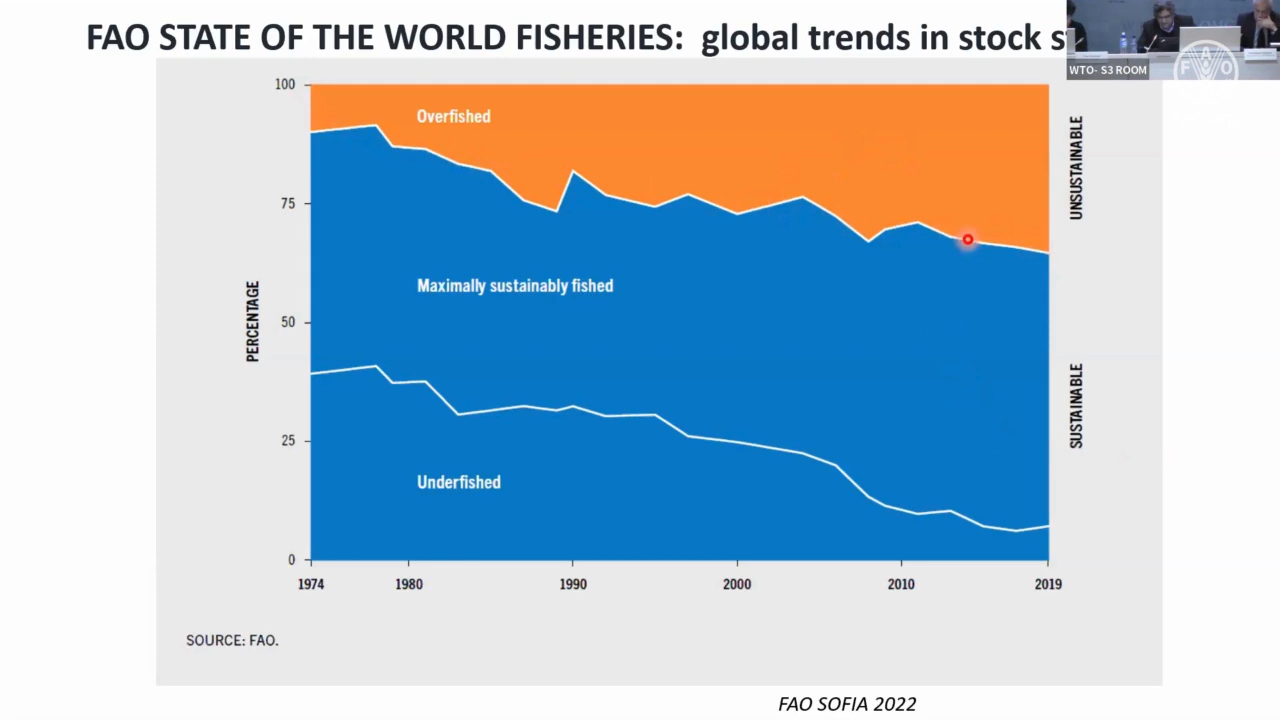 FAO STATE OF THE WORLD FISHERIES: global trends in stock s
WTO- S3 ROOM
F A O
100
75
50
25
0
PERCENTAGE
Overfished
Maximally sustainably fished
Underfished
UNSUSTAINABLE
SUSTAINABLE
1974 1980 1990 2000 2010 2019
SOURCE: FAO.
FAO SOFIA 2022